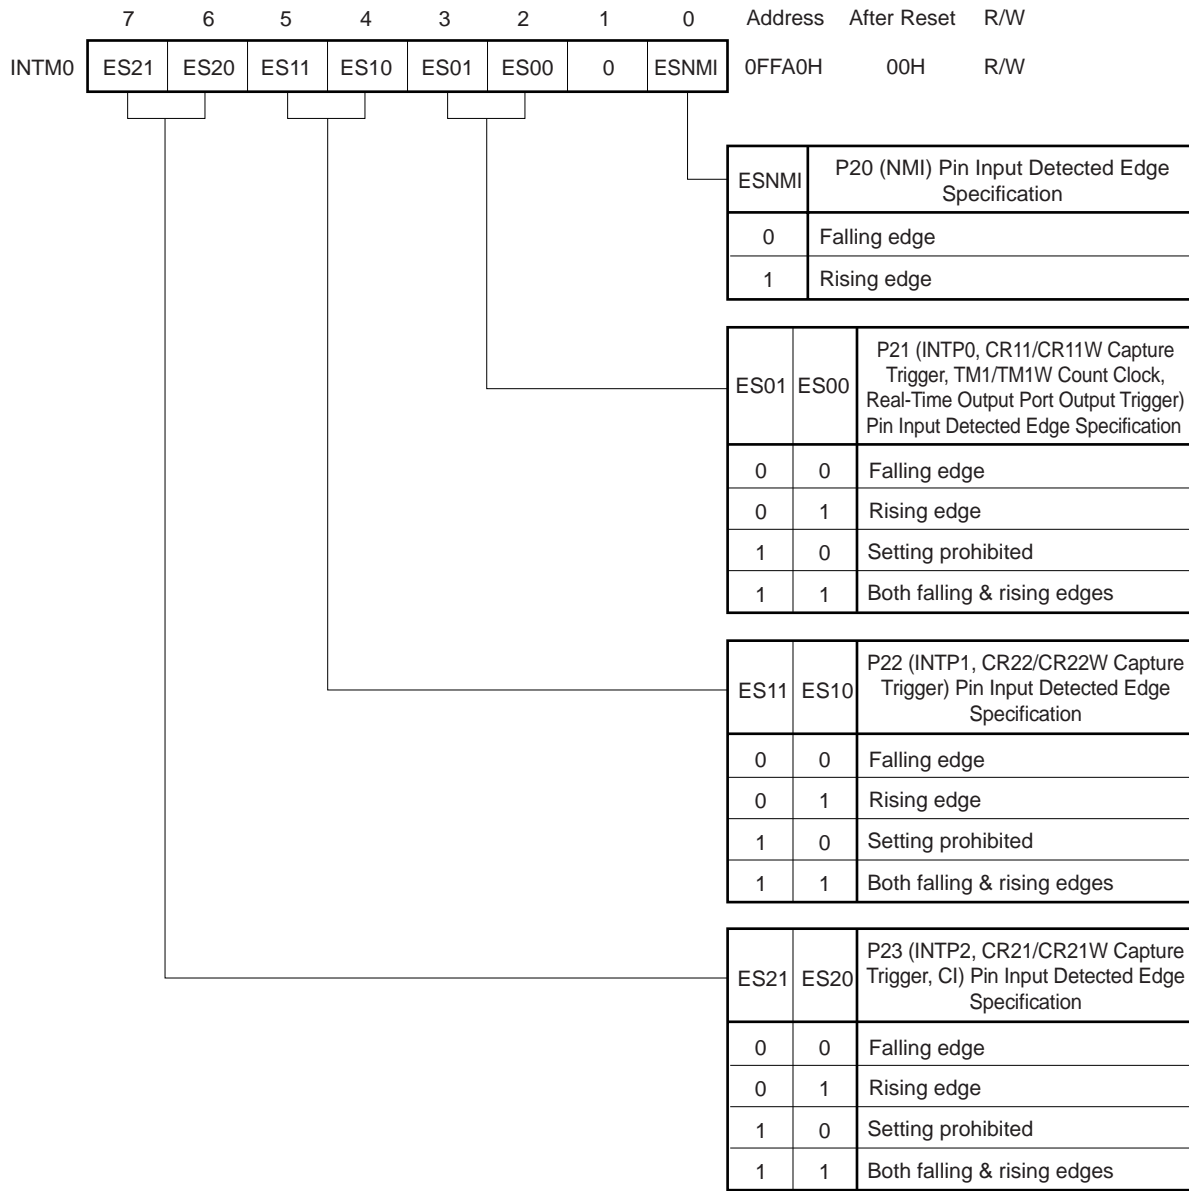 7 6 5 4 3 2 1 0 Address After Reset R/W
INTM0 ES21 ES20 ES11 ES10 ES01 ES00 0 ESNMI 0FFA0H 00H R/W
ESNMI P20 (NMI) Pin Input Detected Edge
Specification
0 Falling edge
1 Rising edge
P21 (INTP0, CR11/CR11W Capture
Trigger, TM1/TM1W Count Clock,
ES01 ES00 Real-Time Output Port Output Trigger)
Pin Input Detected Edge Specification
0 0 Falling edge
0 1 Rising edge
1 0 Setting prohibited
1 1 Both falling & rising edges
P22 (INTP1, CR22/CR22W Capture
ES11 ES10 Trigger) Pin Input Detected Edge
Specification
0 0 Falling edge
0 1 Rising edge
1 0 Setting prohibited
1 1 Both falling & rising edges
P23 (INTP2, CR21/CR21W Capture
ES21 ES20 Trigger, CI) Pin Input Detected Edge
Specification
0 0 Falling edge
0 1 Rising edge
1 0 Setting prohibited
1 1 Both falling & rising edges